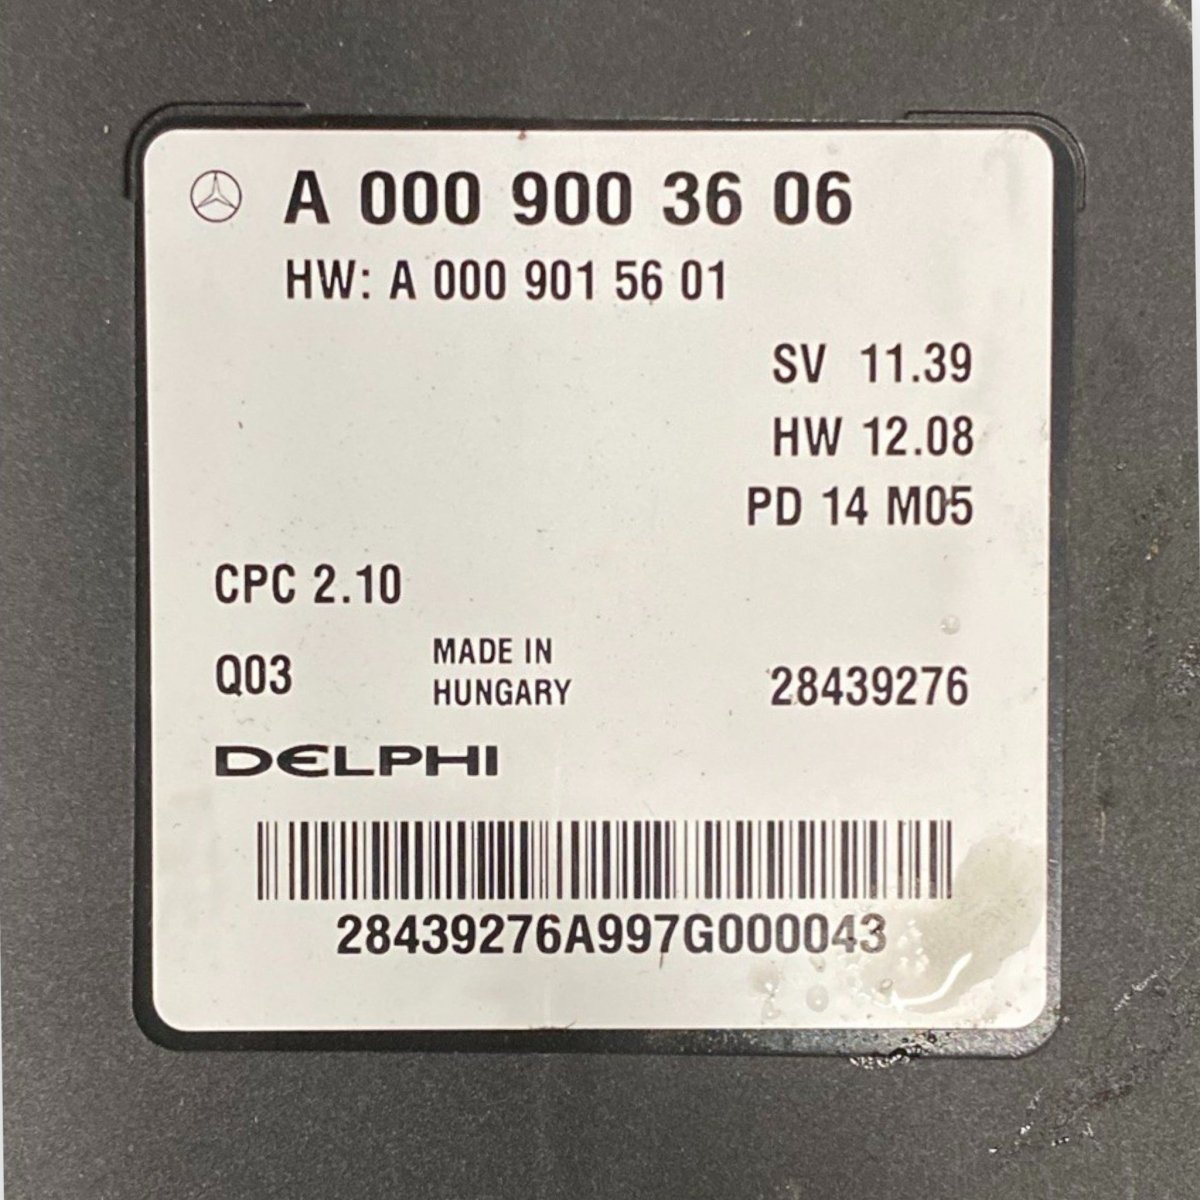 A 000 900 36 06
HW: A 000 901 56 01
SV 11.39
HW 12.08
PD 14 M05
CPC 2.10
Q03
MADE IN
HUNGARY
28439276
DELPHI
28439276A997G000043